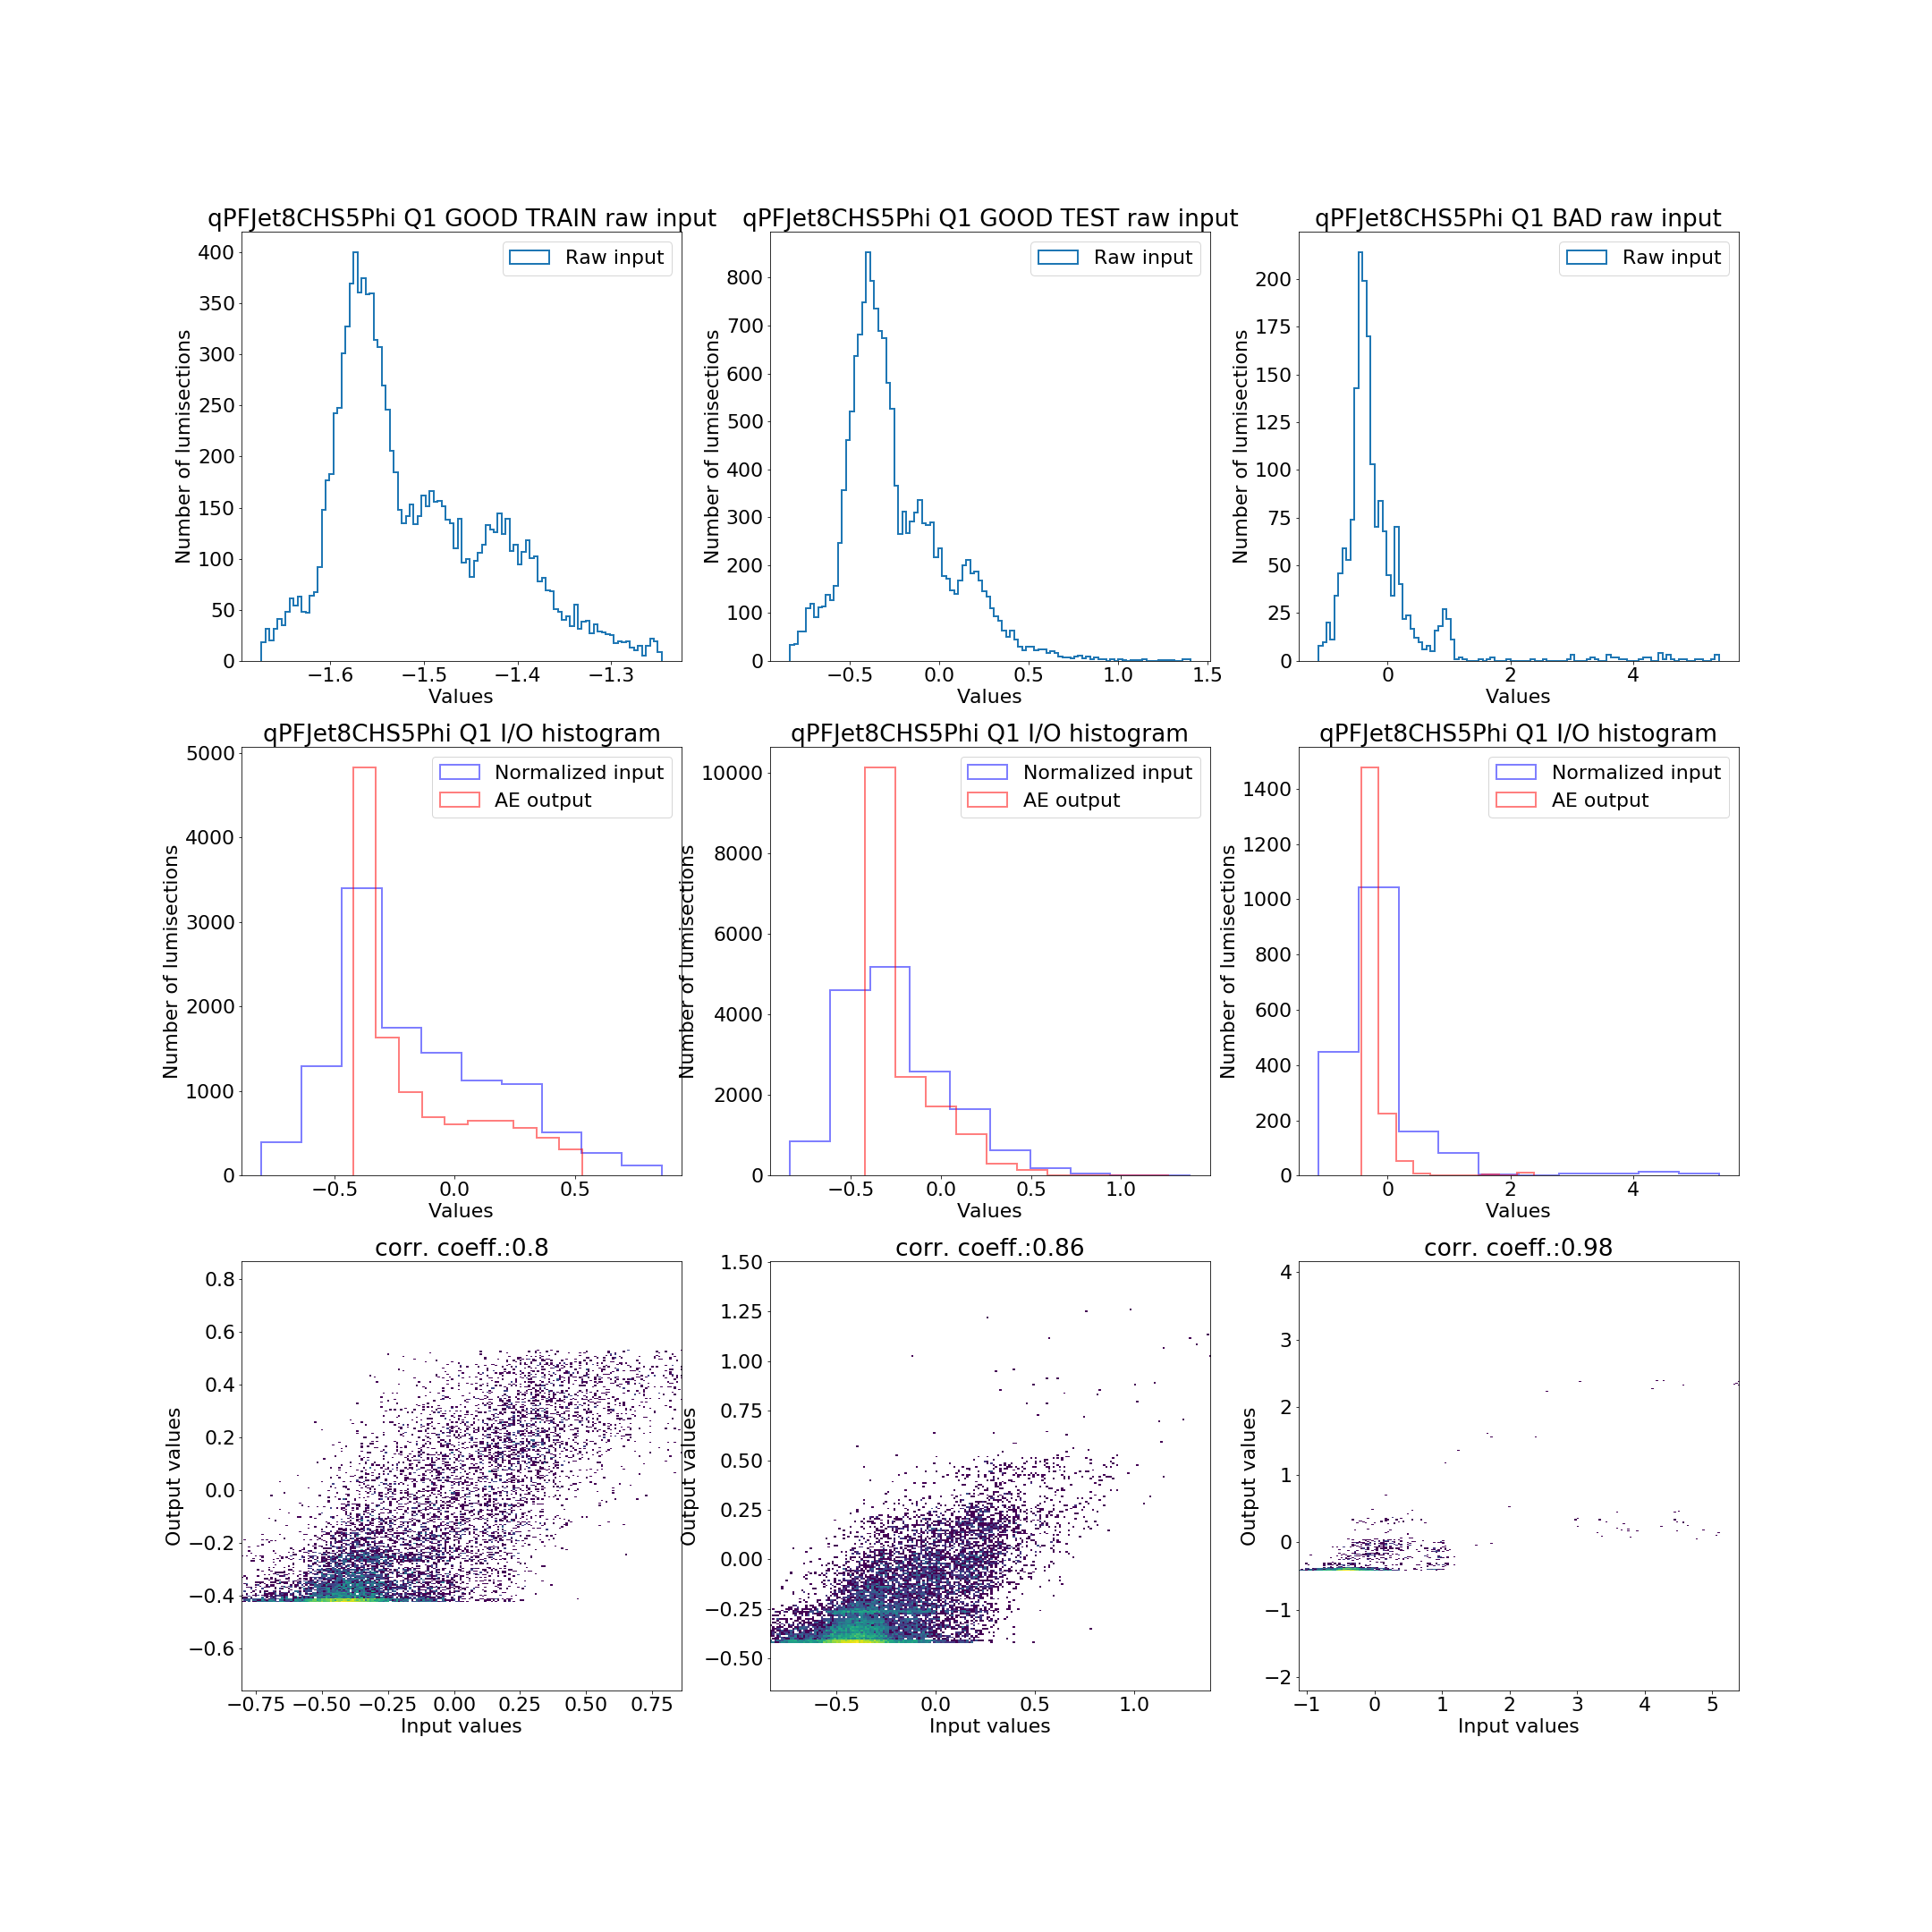 qPFJet8CHS5Phi Q1 GOOD TRAIN raw input
Number of lumisections
400
350
300
250
200
150
100
50
0
Raw input
−1.6 −1.5 −1.4 −1.3
Values
qPFJet8CHS5Phi Q1 GOOD TEST raw input
Number of lumisections
800
700
600
500
400
300
200
100
0
Raw input
−0.5 0.0 0.5 1.0 1.5
Values
qPFJet8CHS5Phi Q1 BAD raw input
Number of lumisections
200
175
150
125
100
75
50
25
0
Raw input
0 2 4
Values
qPFJet8CHS5Phi Q1 I/O histogram
Number of lumisections
5000
4000
3000
2000
1000
0
Normalized input
AE output
−0.5 0.0 0.5
Values
qPFJet8CHS5Phi Q1 I/O histogram
Number of lumisections
10000
8000
6000
4000
2000
0
Normalized input
AE output
−0.5 0.0 0.5 1.0
Values
qPFJet8CHS5Phi Q1 I/O histogram
Number of lumisections
1400
1200
1000
800
600
400
200
0
Normalized input
AE output
0 2 4
Values
corr. coeff.:0.8
Output values
0.8
0.6
0.4
0.2
0.0
−0.2
−0.4
−0.6
−0.75 −0.50 −0.25 0.00 0.25 0.50 0.75
Input values
corr. coeff.:0.86
Output values
1.50
1.25
1.00
0.75
0.50
0.25
0.00
−0.25
−0.50
−0.5 0.0 0.5 1.0
Input values
corr. coeff.:0.98
Output values
4
3
2
1
0
−1
−2
−1 0 1 2 3 4 5
Input values